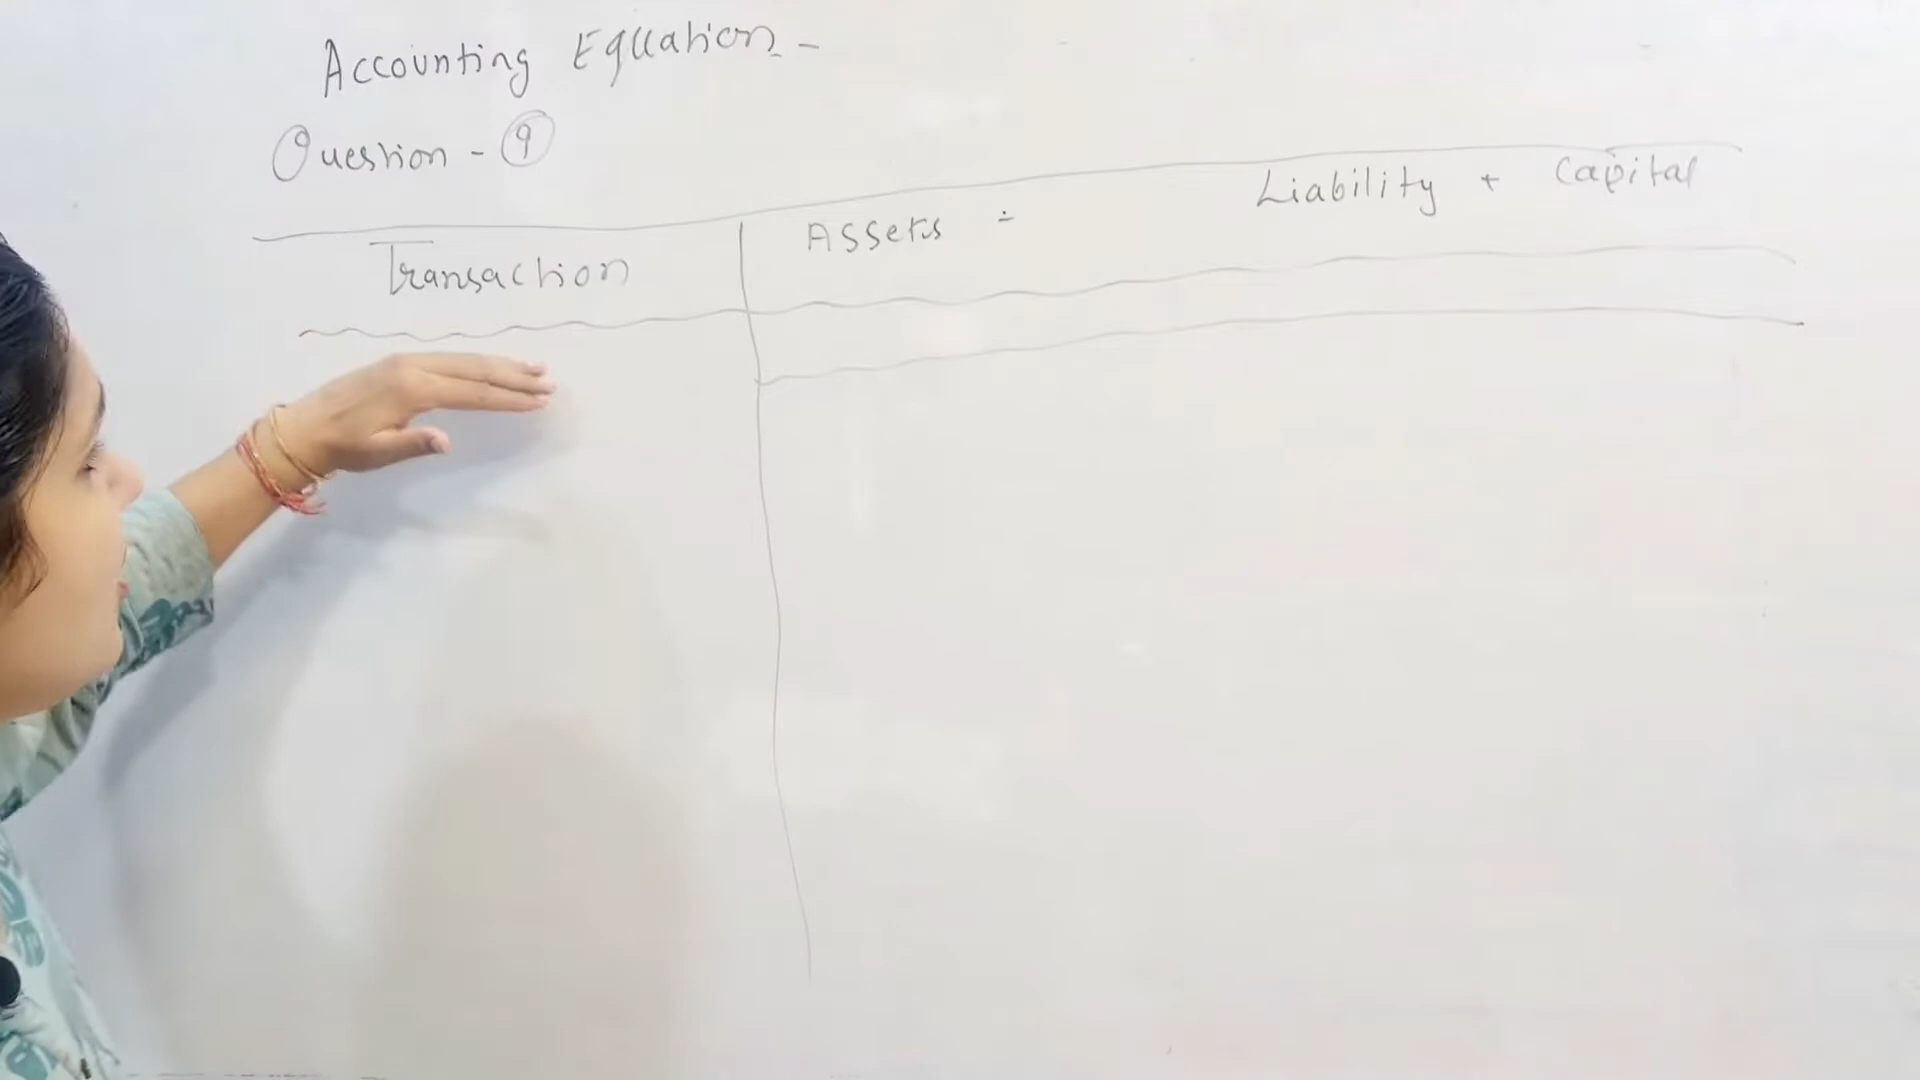 Accounting Equation -
Question - 9
Transaction Assets = Liability + Capital